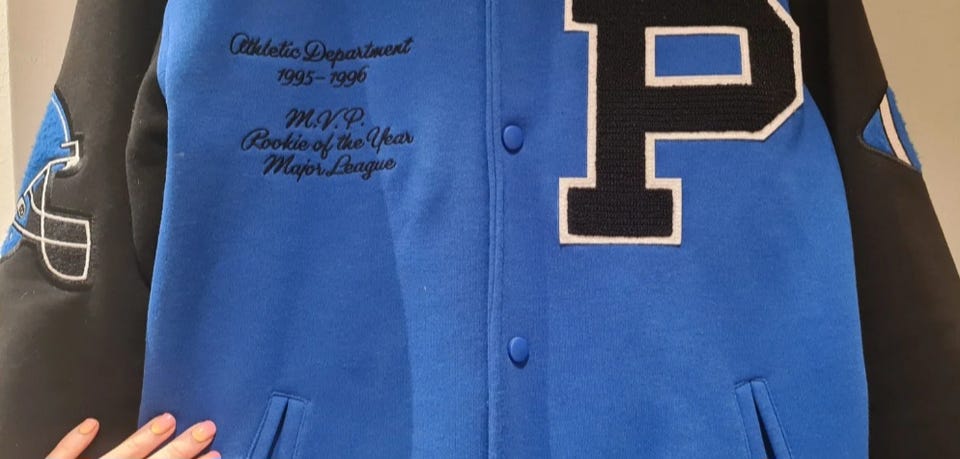 Athletic Department
1995-1996
M.V.P.
Rookie of the Year
Major League
P